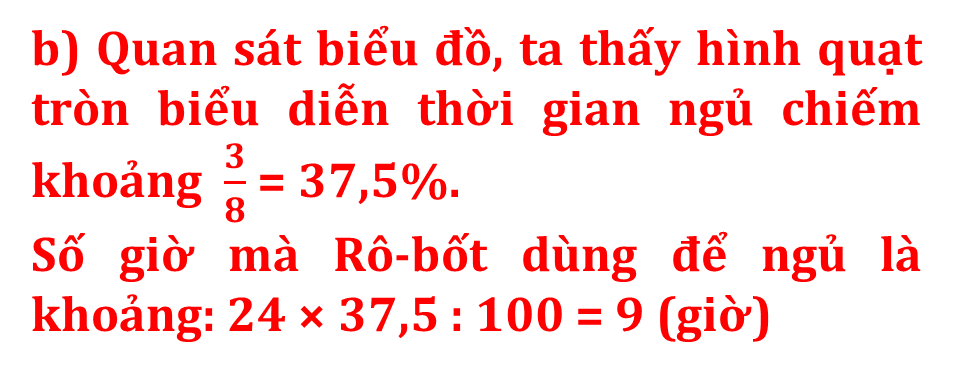 b) Quan sát biểu đồ, ta thấy hình quạt
tròn biểu diễn thời gian ngủ chiếm
khoảng 3/8 = 37,5%.
Số giờ mà Rô-bốt dùng để ngủ là
khoảng: 24 × 37,5 : 100 = 9 (giờ)